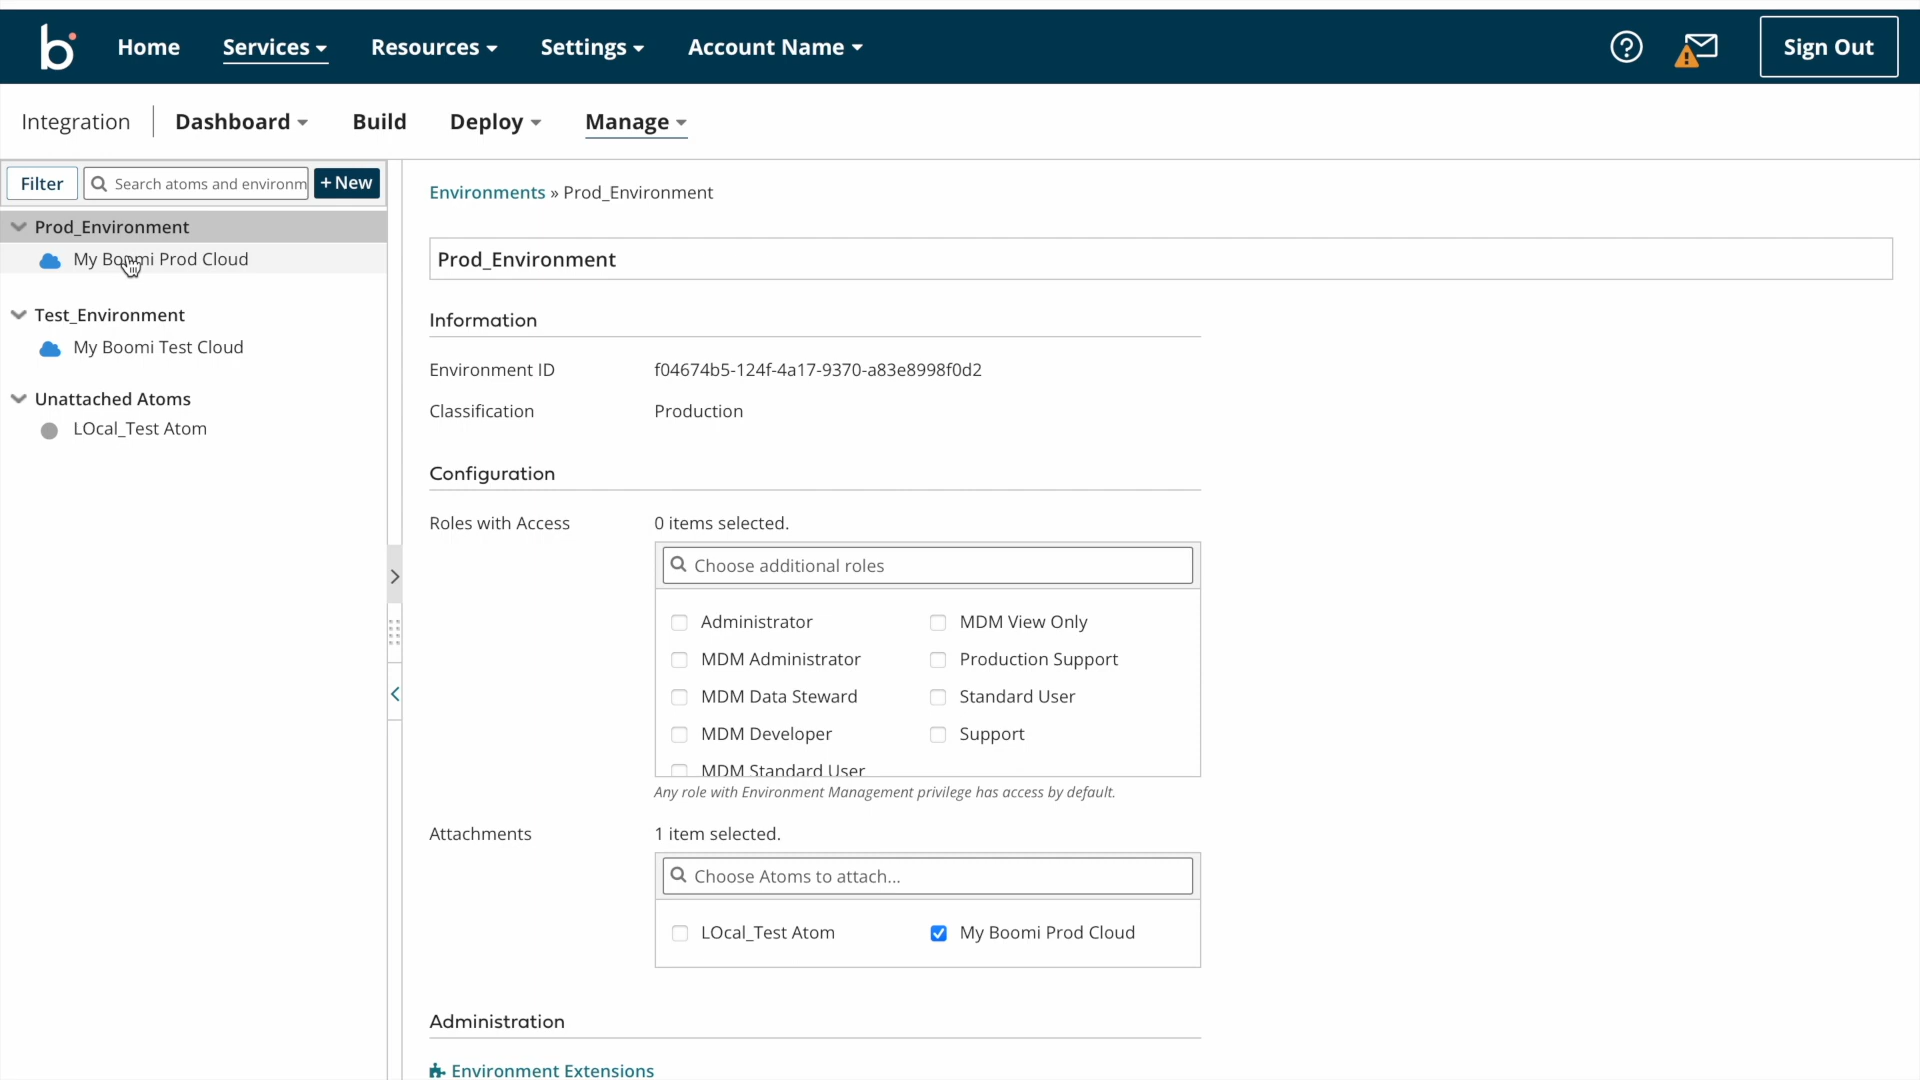 b Home Services Resources Settings Account Name Sign Out
Integration Dashboard Build Deploy Manage
Filter Search atoms and environm + New
Prod_Environment
My Boomi Prod Cloud
Test_Environment
My Boomi Test Cloud
Unattached Atoms
LOcal_Test Atom
Environments » Prod_Environment
Prod_Environment
Information
Environment ID f04674b5-124f-4a17-9370-a83e8998f0d2
Classification Production
Configuration
Roles with Access 0 items selected.
Choose additional roles
Administrator MDM View Only
MDM Administrator Production Support
MDM Data Steward Standard User
MDM Developer Support
MDM Standard User
Any role with Environment Management privilege has access by default.
Attachments 1 item selected.
Choose Atoms to attach...
LOcal_Test Atom My Boomi Prod Cloud
Administration
Environment Extensions